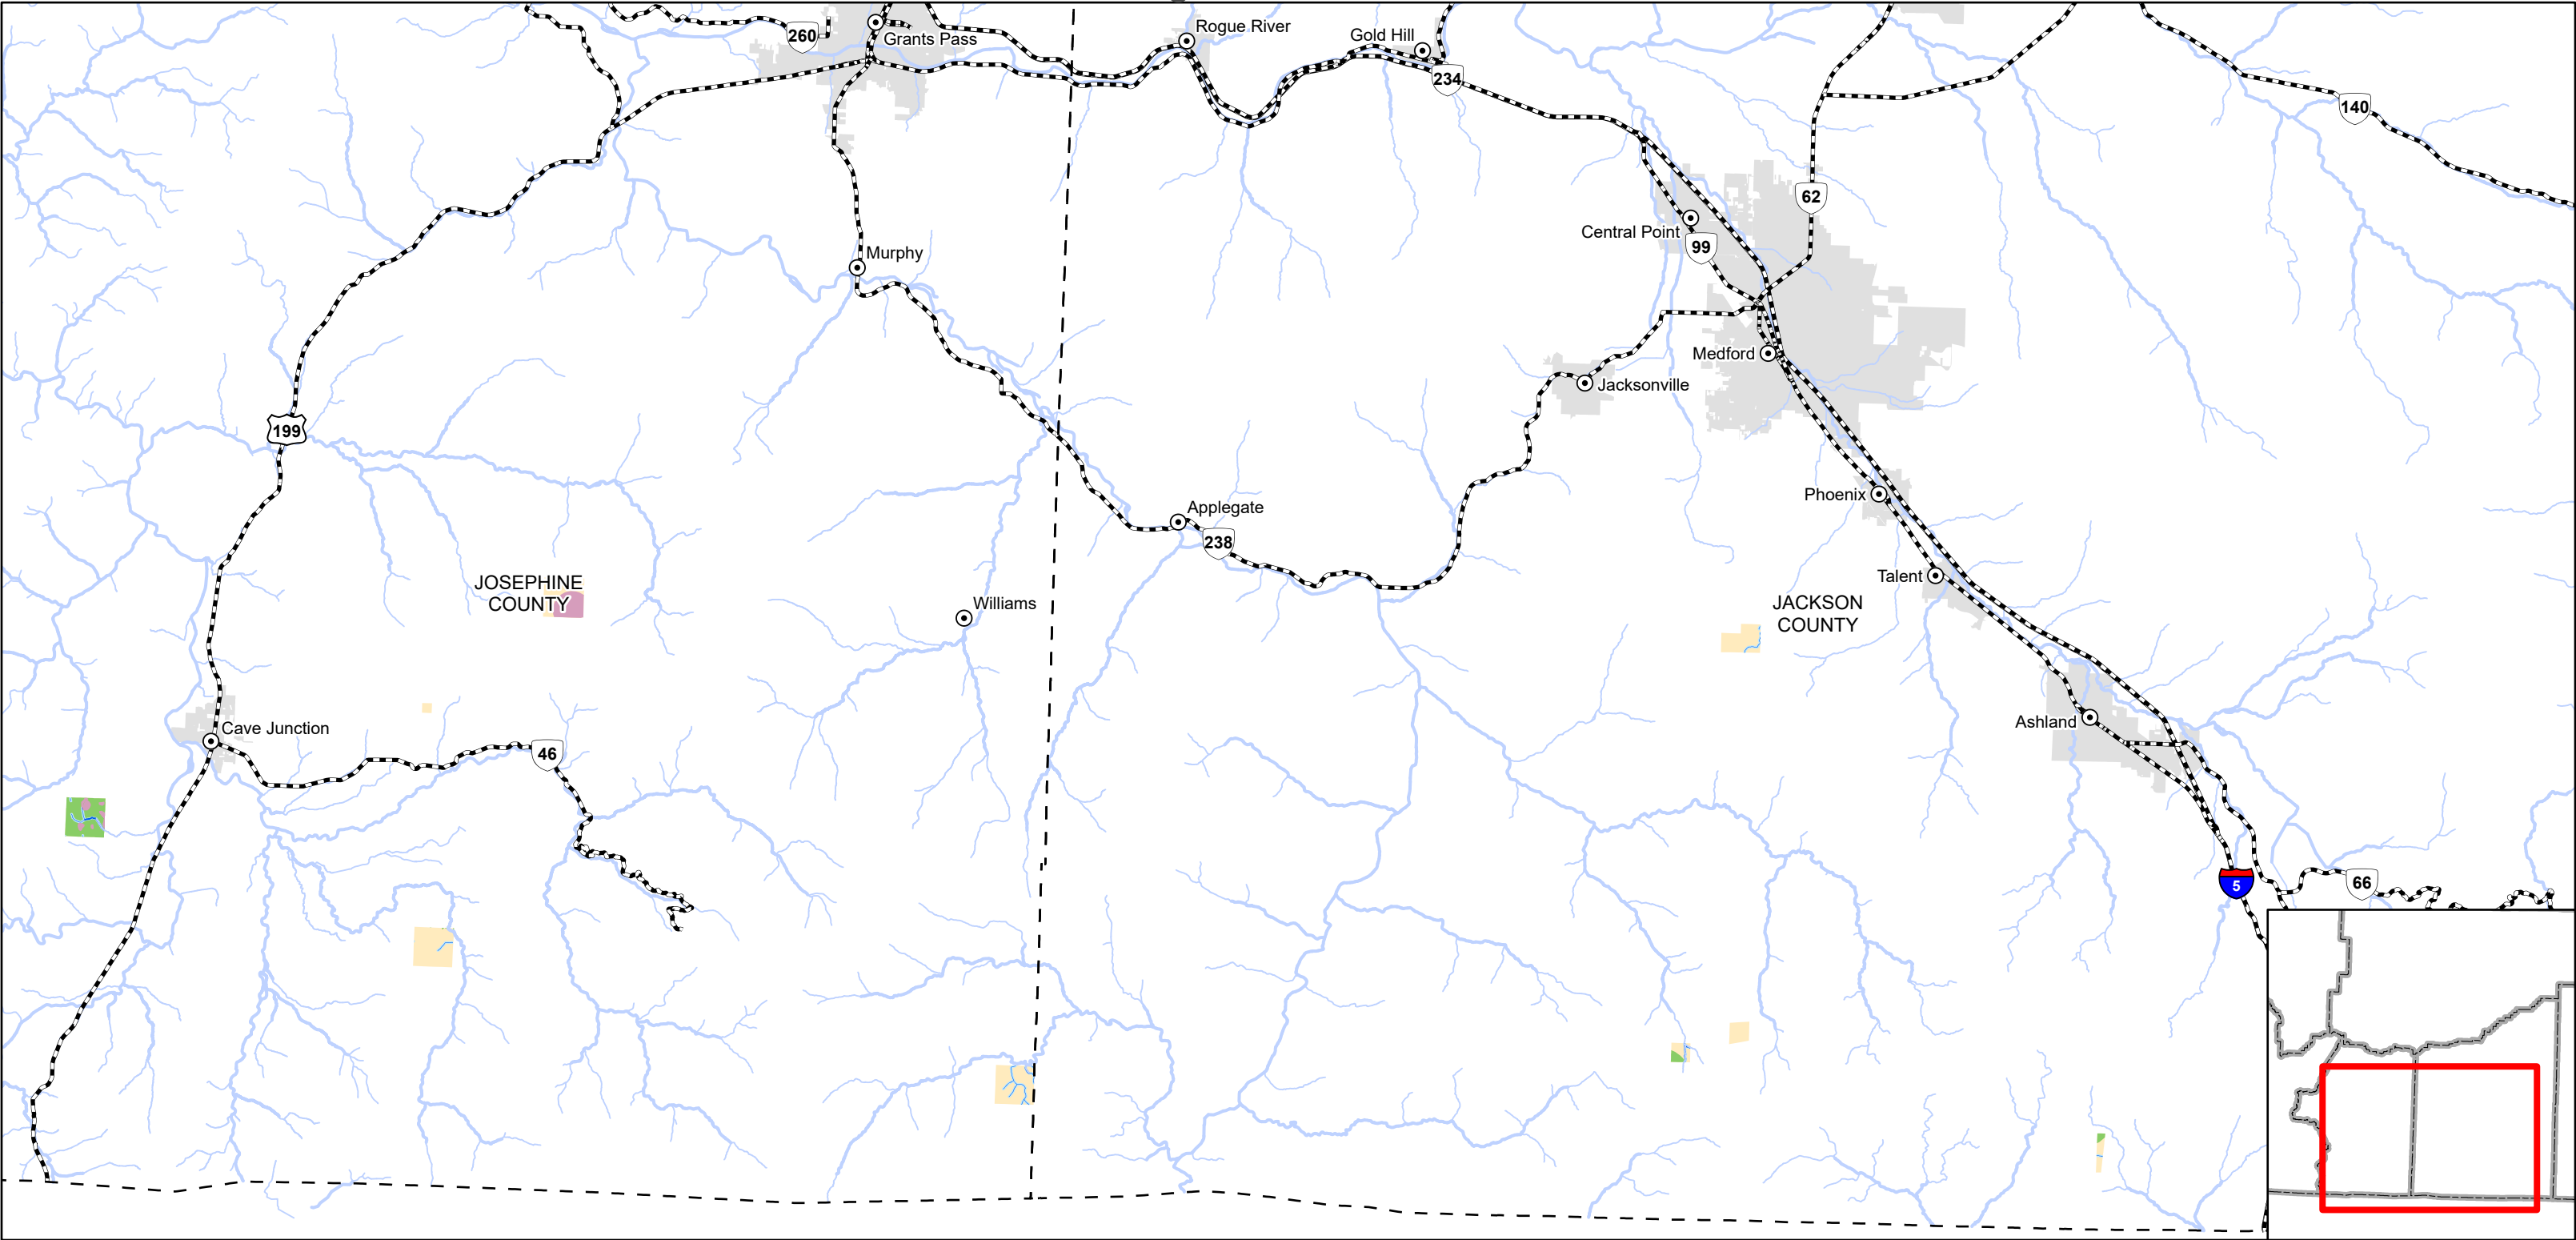 Rogue River
Gold Hill
260
Grants Pass
234
140
62
Central Point
99
Murphy
Medford
Jacksonville
199
Phoenix
Applegate
238
Talent
JOSEPHINE
COUNTY
Williams
JACKSON
COUNTY
Ashland
Cave Junction
46
5
66